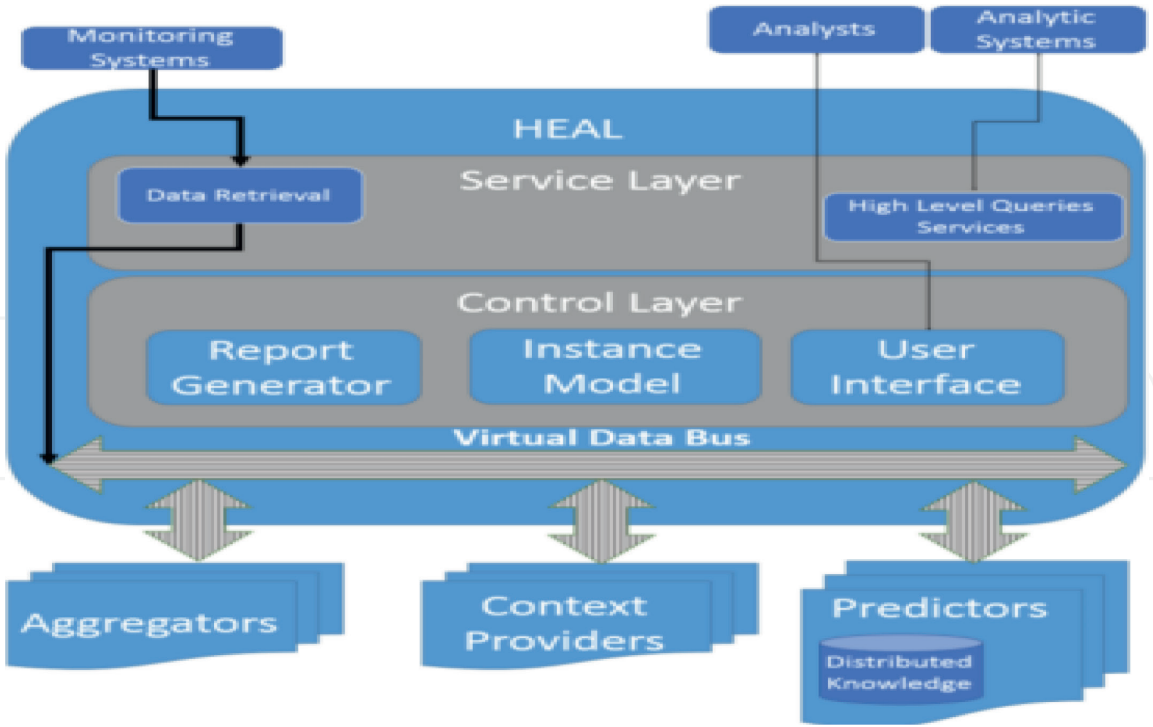 Monitoring
Systems
Analysts
Analytic
Systems
HEAL
Service Layer
Data Retrieval
High Level Queries
Services
Control Layer
Report
Generator
Instance
Model
User
Interface
Virtual Data Bus
Aggregators
Context
Providers
Predictors
Distributed
Knowledge